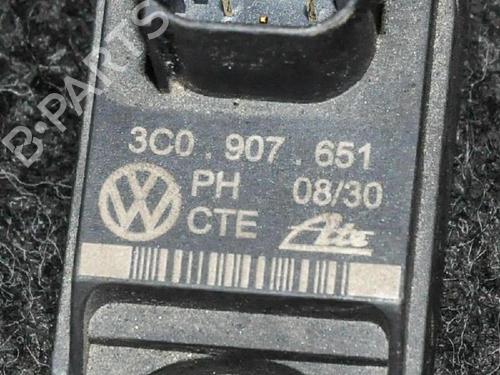 B-PARTS
3C0.907.651
PH 08/30
CTE Ate